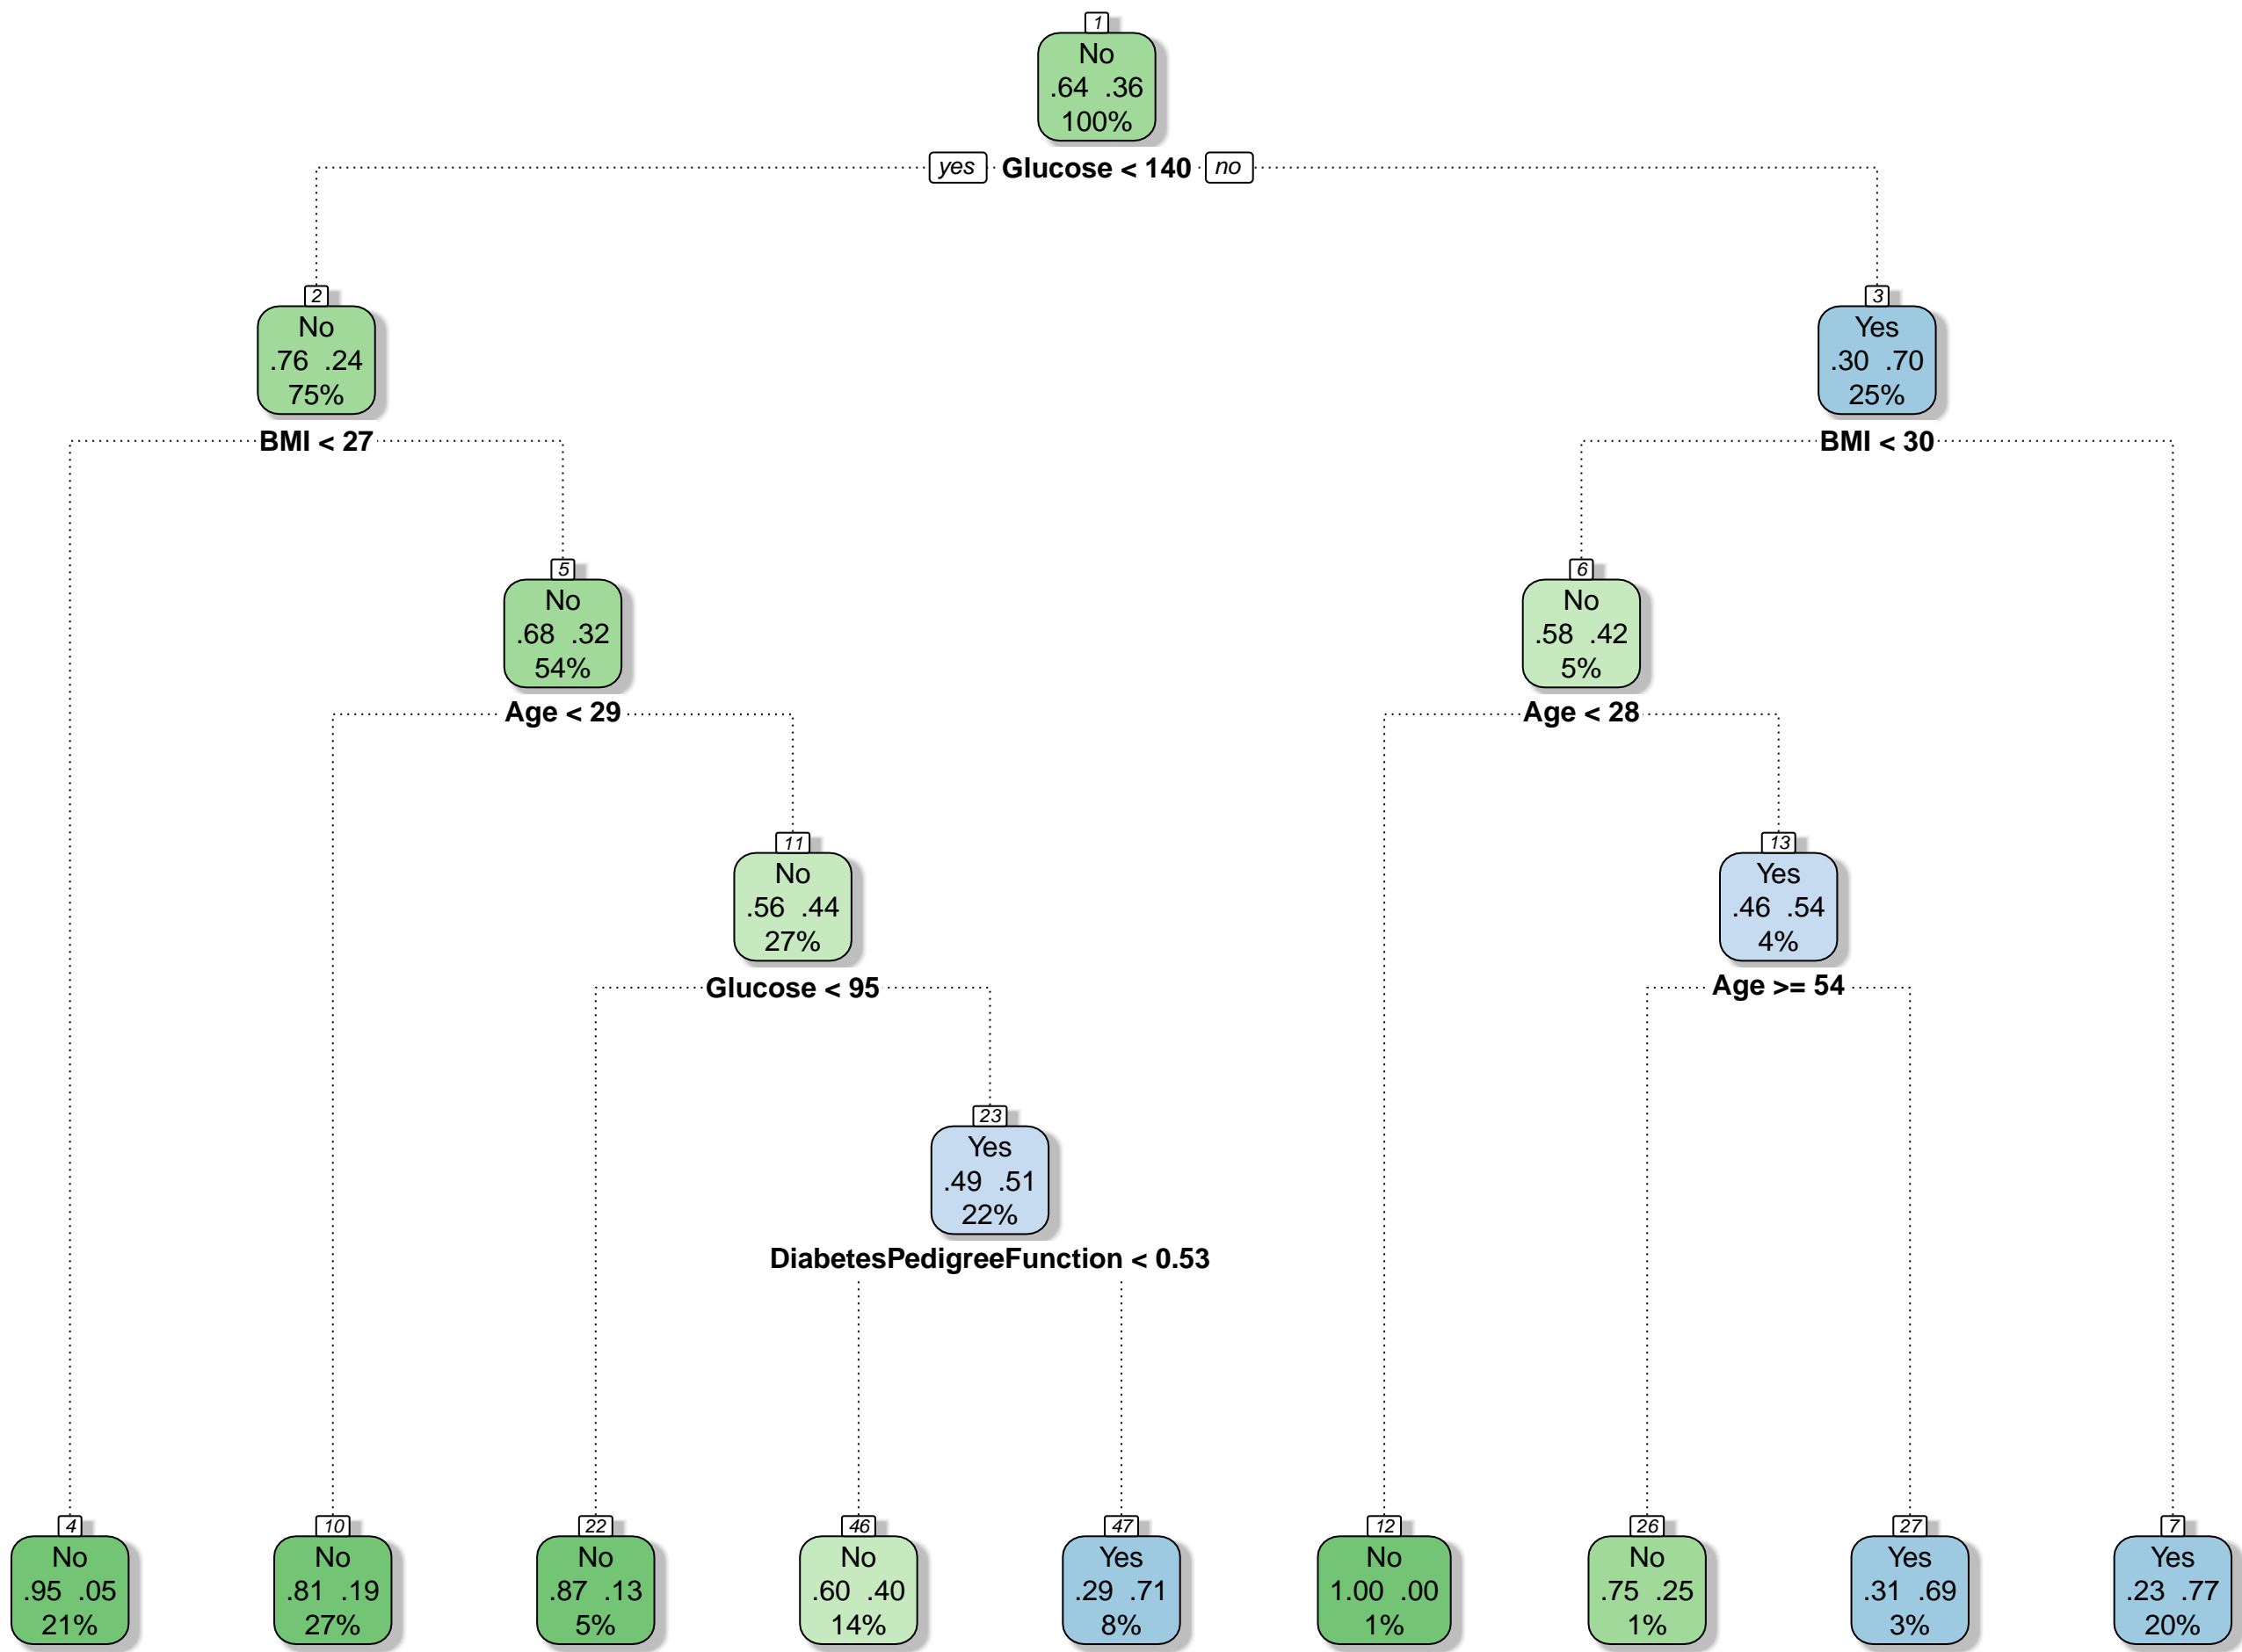 1
No
.64 .36
100%
yes Glucose < 140 no
2
No
.76 .24
75%
BMI < 27
3
Yes
.30 .70
25%
BMI < 30
5
No
.68 .32
54%
Age < 29
6
No
.58 .42
5%
Age < 28
11
No
.56 .44
27%
Glucose < 95
13
Yes
.46 .54
4%
Age >= 54
23
Yes
.49 .51
22%
DiabetesPedigreeFunction < 0.53
4
No
.95 .05
21%
10
No
.81 .19
27%
22
No
.87 .13
5%
46
No
.60 .40
14%
47
Yes
.29 .71
8%
12
No
1.00 .00
1%
26
No
.75 .25
1%
27
Yes
.31 .69
3%
7
Yes
.23 .77
20%